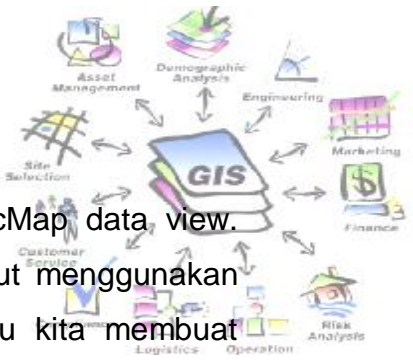 Asset
Management
Demographic
Analysis
Engineering
Marketing
Site
Selection
GIS
Finance
cMap data view.
Customer
Service
ut menggunakan
u kita membuat
Logistics
Operation
Risk
Analysis